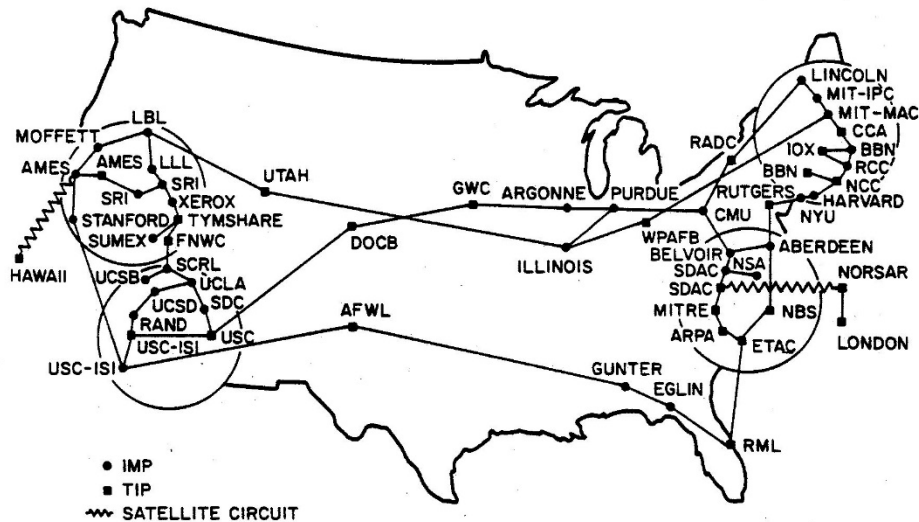 LINCOLN
MIT-IPC
MIT-MAC
CCA
BBN
RCC
NCC
HARVARD
NYU
10X
BBN
RADC
RUTGERS
MOFFETT
LBL
AMES
AMES
LLL
SRI
SRI
XEROX
TYMSHARE
STANFORD
SUMEX
FNWC
UTAH
GWC
ARGONNE
PURDUE
CMU
WPAFB
DOCB
ILLINOIS
HAWAII
SCRL
UCSB
UCLA
UCSD
SDC
RAND
USC
USC-ISI
USC-ISI
AFWL
BELVOIR
ABERDEEN
SDAC
NSA
SDAC
NORSAR
MITRE
NBS
ARPA
ETAC
LONDON
GUNTER
EGLIN
RML
IMP
TIP
SATELLITE CIRCUIT